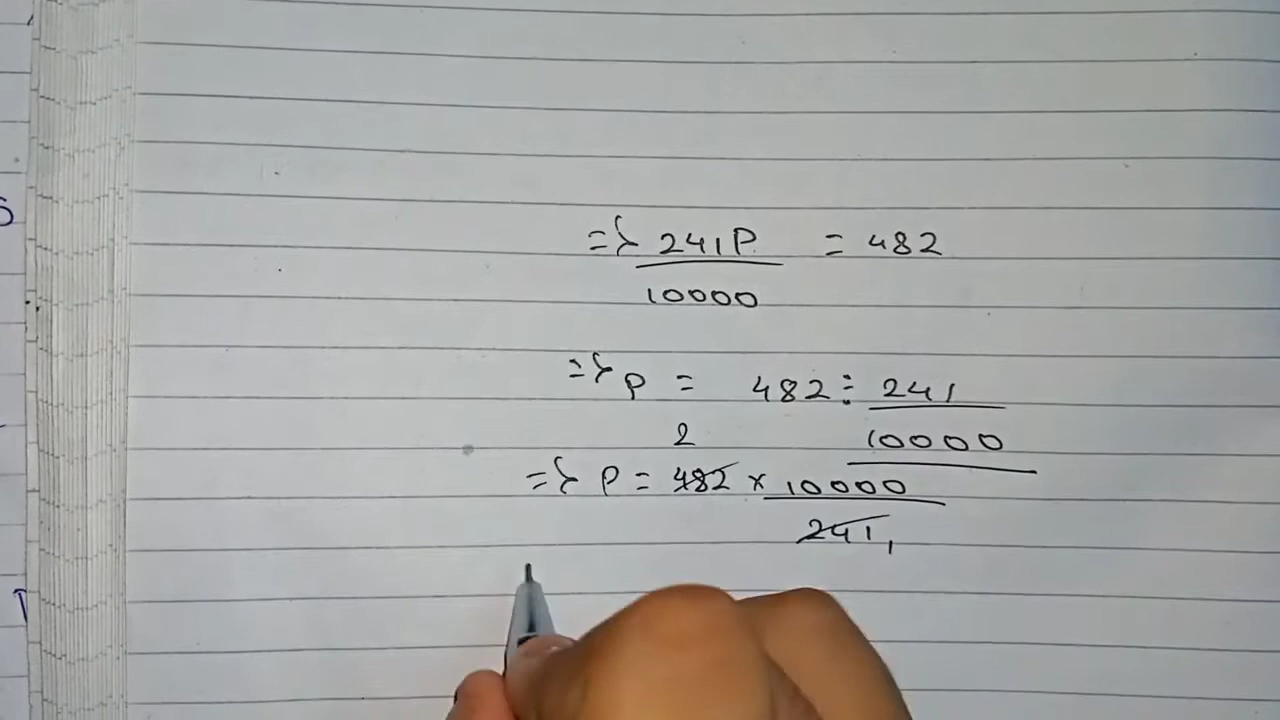 => 241P = 482
10000
=> P = 482 ÷ 241
10000
2
=> P = 482 × 10000
241 1